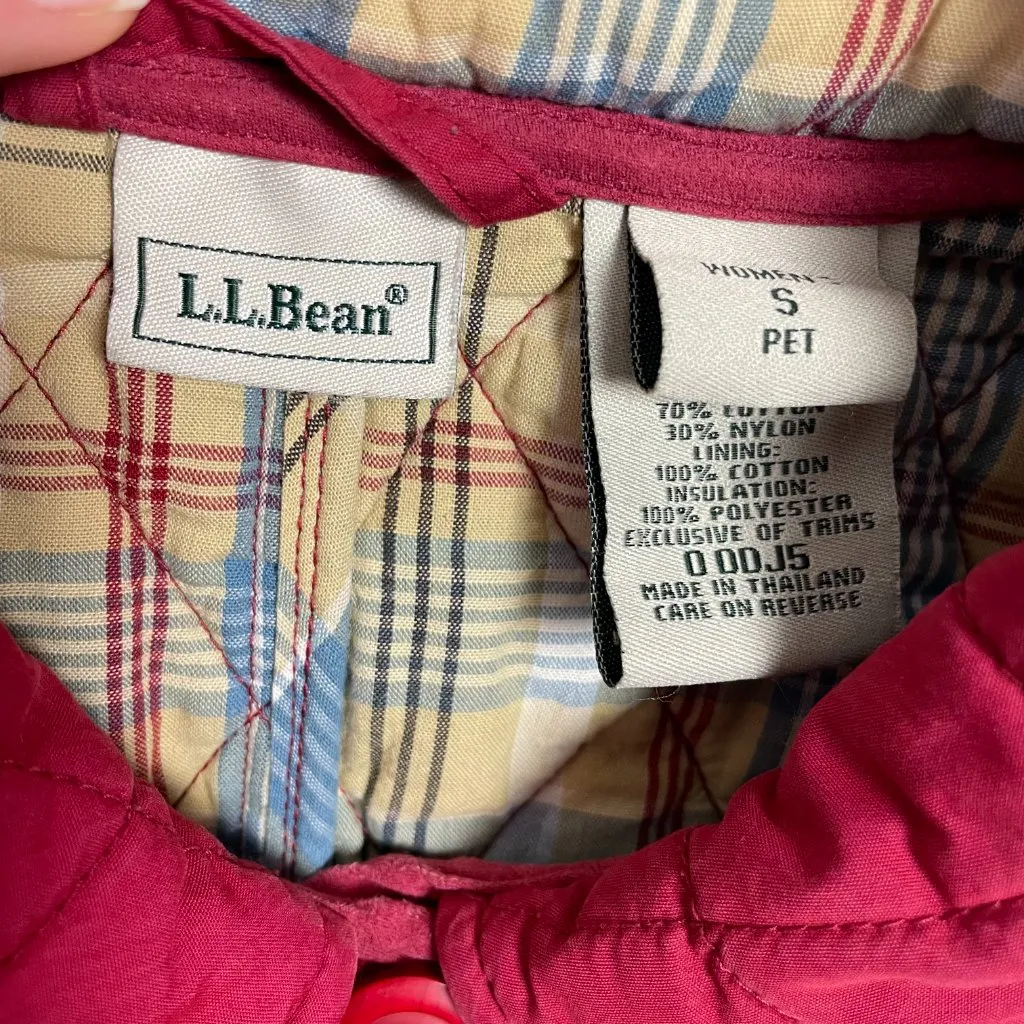 L.L.Bean®
WOMEN'S
S
PET
70% COTTON
30% NYLON
LINING:
100% COTTON
INSULATION:
100% POLYESTER
EXCLUSIVE OF TRIMS
0 0DJ5
MADE IN THAILAND
CARE ON REVERSE